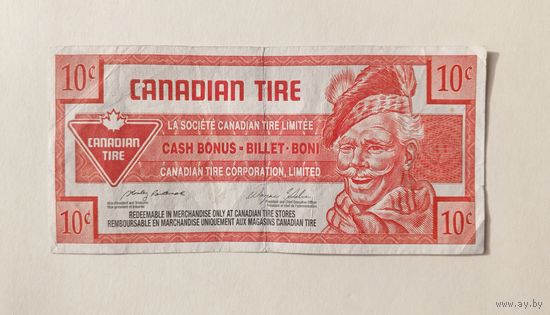 10¢ CANADIAN TIRE 10¢
CANADIAN TIRE
LA SOCIÉTÉ CANADIAN TIRE LIMITÉE
CASH BONUS - BILLET - BONI
CANADIAN TIRE CORPORATION, LIMITED
10¢ 10¢
REDEEMABLE IN MERCHANDISE ONLY AT CANADIAN TIRE STORES
REMBOURSABLE EN MARCHANDISE UNIQUEMENT AUX MAGASINS CANADIAN TIRE
www.ay.by